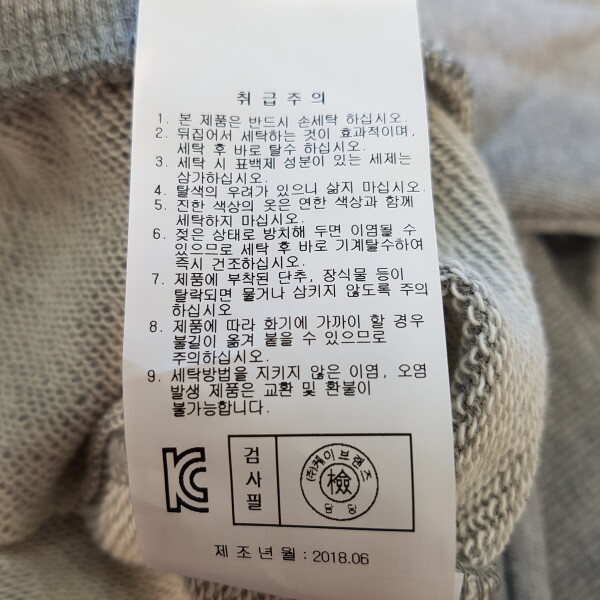 취급주의
1. 본 제품은 반드시 손세탁 하십시오.
2. 뒤집어서 세탁하는 것이 효과적이며,
세탁 후 바로 탈수 하십시오.
3. 세탁 시 표백제 성분이 있는 세제는
삼가하십시오.
4. 탈색의 우려가 있으니 삶지 마십시오.
5. 진한 색상의 옷은 연한 색상과 함께
세탁하지 마십시오.
6. 젖은 상태로 방치해 두면 이염될 수
있으므로 세탁 후 바로 기계탈수하여
즉시 건조하십시오.
7. 제품에 부착된 단추, 장식물 등이
탈락되면 물거나 삼키지 않도록 주의
하십시오
8. 제품에 따라 화기에 가까이 할 경우
불길이 옮겨 붙을 수 있으므로
주의하십시오.
9. 세탁방법을 지키지 않은 이염, 오염
발생 제품은 교환 및 환불이
불가능합니다.
KC
검사필
(주)케이브랜즈
檢
담당
제조년월 : 2018.06